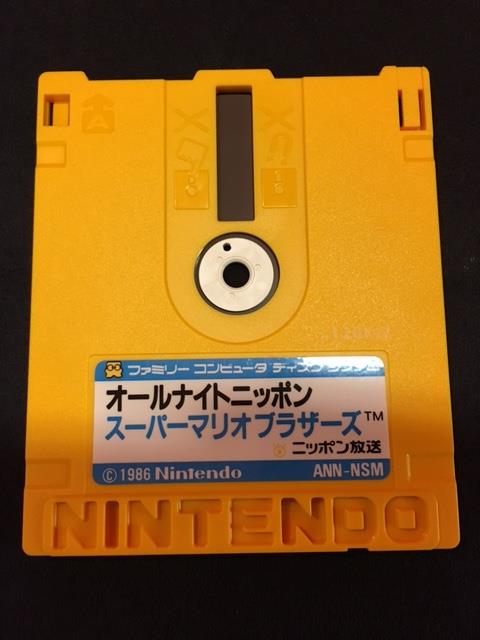 A
ファミリー コンピュータ ディスクシステム
オールナイトニッポン
スーパーマリオブラザーズ™
ニッポン放送
© 1986 Nintendo ANN-NSM
NINTENDO